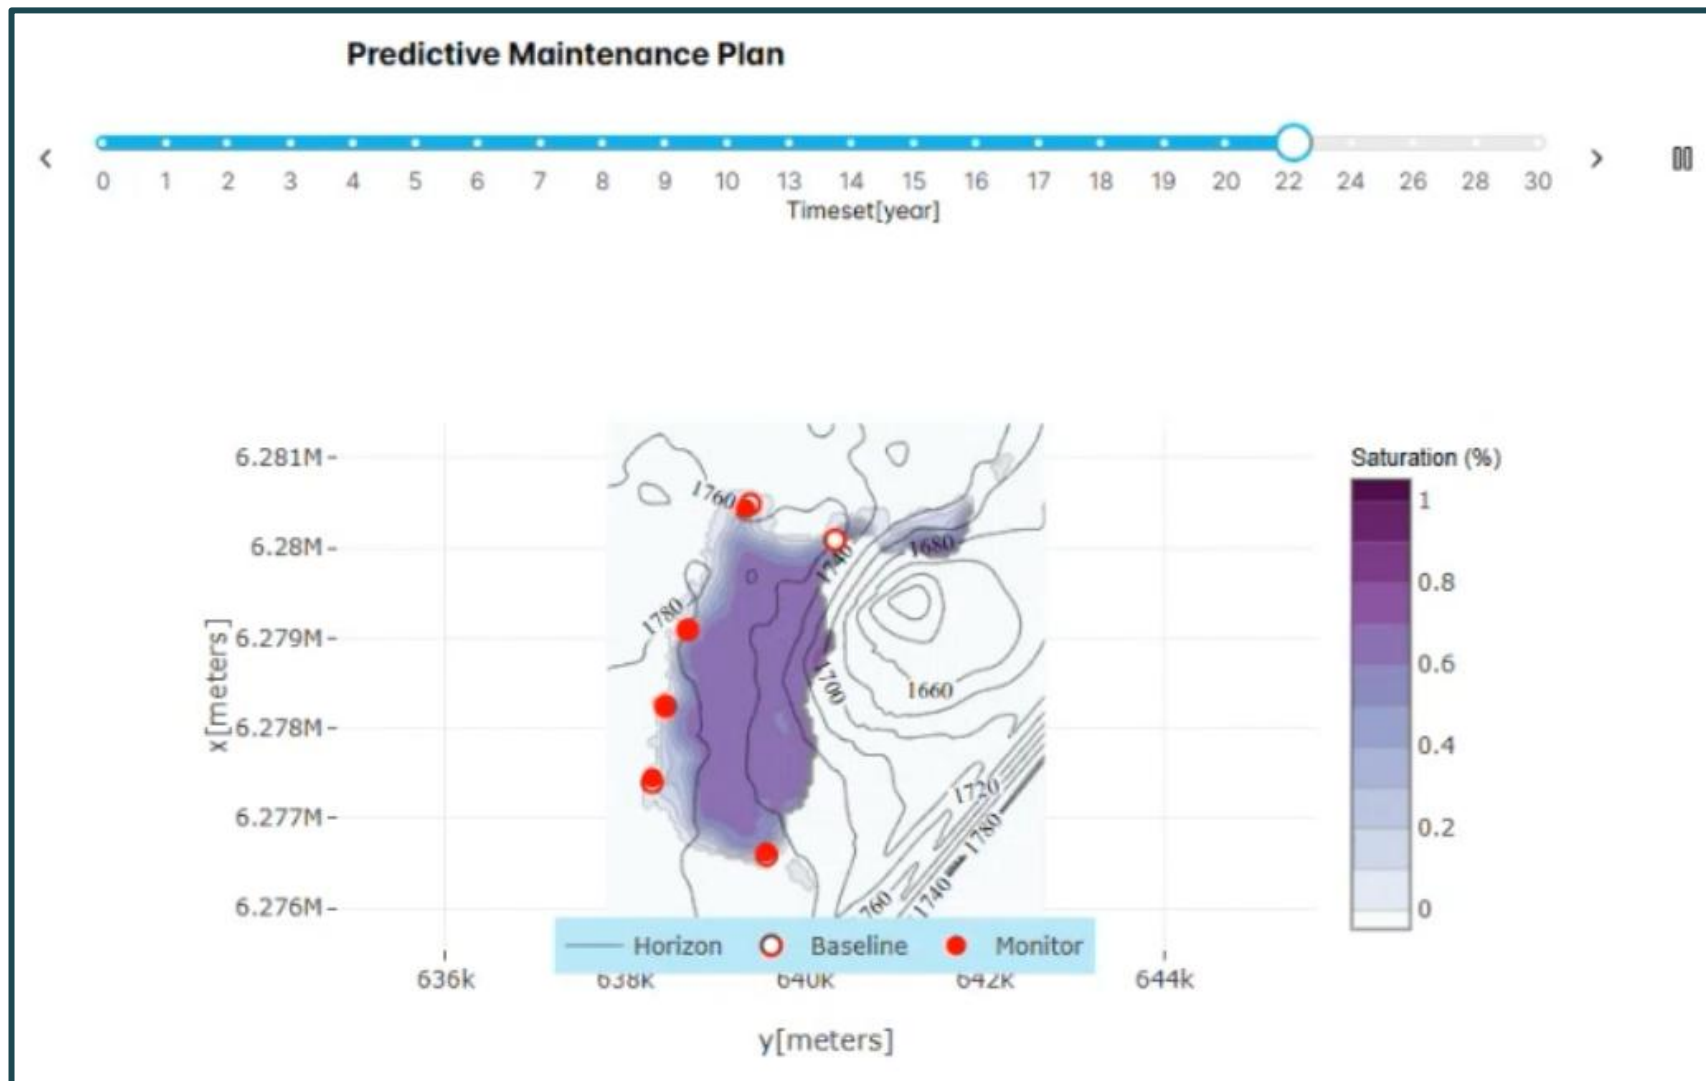 Predictive Maintenance Plan
0 1 2 3 4 5 6 7 8 9 10 13 14 15 16 17 18 19 20 22 24 26 28 30
Timeset[year]
6.281M
6.28M
6.279M
6.278M
6.277M
6.276M
x[meters]
1760
1680
1740
1780
1700
1660
1720
1780
1740
760
Saturation (%)
1
0.8
0.6
0.4
0.2
0
Horizon Baseline Monitor
636k 638k 640k 642k 644k
y[meters]